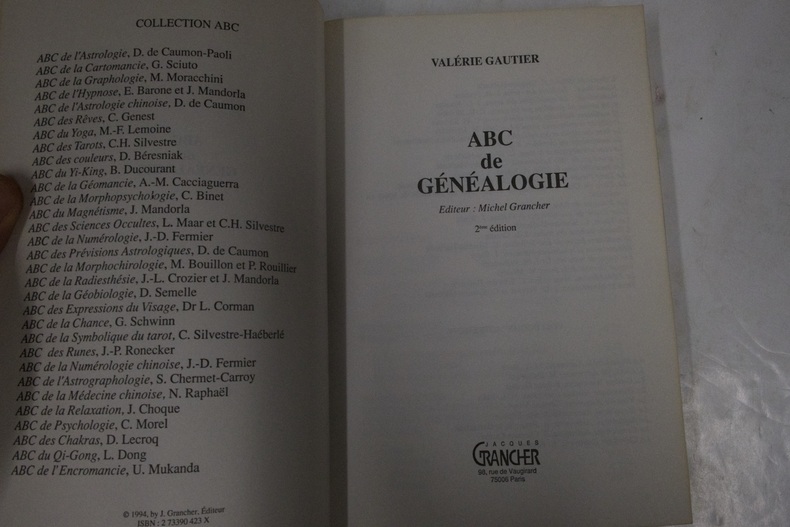 COLLECTION ABC
ABC de l'Astrologie, D. de Caumon-Paoli
ABC de la Cartomancie, G. Sciuto
ABC de la Graphologie, M. Moracchini
ABC de l'Hypnose, E. Barone et J. Mandorla
ABC de l'Astrologie chinoise, D. de Caumon
ABC des Rêves, C. Genest
ABC du Yoga, M.-F. Lemoine
ABC des Tarots, C.H. Silvestre
ABC des couleurs, D. Béresniak
ABC du Yi-King, B. Ducourant
ABC de la Géomancie, A.-M. Cacciaguerra
ABC de la Morphopsychologie, C. Binet
ABC du Magnétisme, J. Mandorla
ABC des Sciences Occultes, L. Maar et C.H. Silvestre
ABC de la Numérologie, J.-D. Fermier
ABC des Prévisions Astrologiques, D. de Caumon
ABC de la Morphochirologie, M. Bouillon et P. Rouillier
ABC de la Radiesthésie, J.-L. Crozier et J. Mandorla
ABC de la Géobiologie, D. Semelle
ABC des Expressions du Visage, Dr L. Corman
ABC de la Chance, G. Schwinn
ABC de la Symbolique du tarot, C. Silvestre-Haéberlé
ABC des Runes, J.-P. Ronecker
ABC de la Numérologie chinoise, J.-D. Fermier
ABC de l'Astrographologie, S. Chermet-Carroy
ABC de la Médecine chinoise, N. Raphaël
ABC de la Relaxation, J. Choque
ABC de Psychologie, C. Morel
ABC des Chakras, D. Lecroq
ABC du Qi-Gong, L. Dong
ABC de l'Encromancie, U. Mukanda
© 1994, by J. Grancher, Éditeur
ISBN : 2 73390 423 X
VALÉRIE GAUTIER
ABC
de
GÉNÉALOGIE
Editeur : Michel Grancher
2ème édition
JACQUES
GRANCHER
98, rue de Vaugirard
75006 Paris